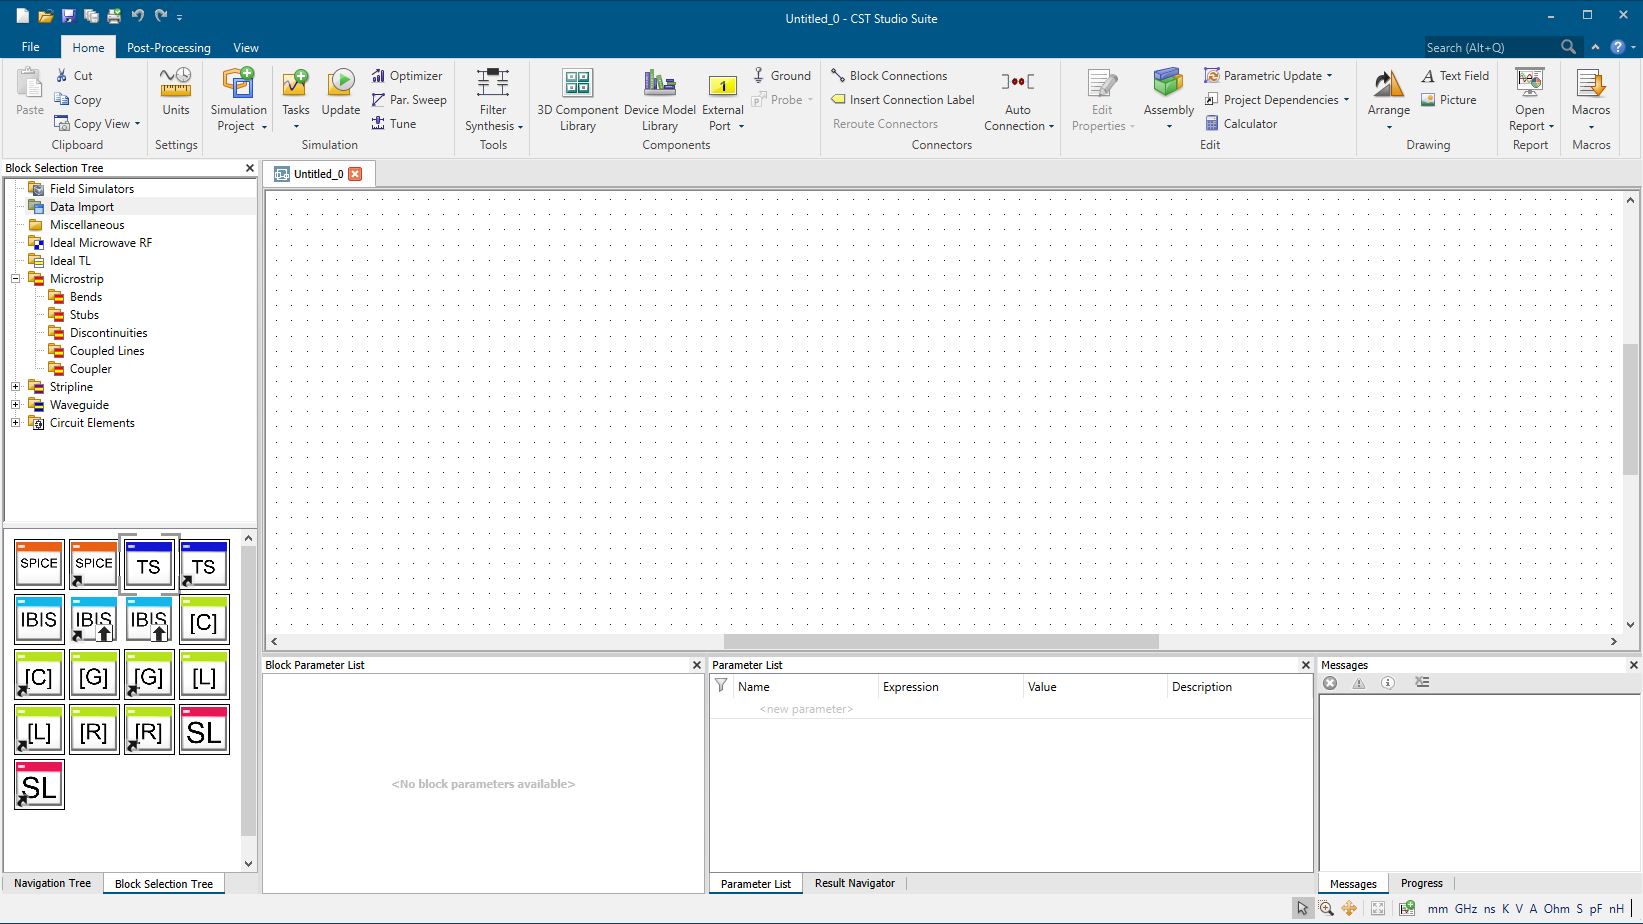 Untitled_0 - CST Studio Suite
File
Home
Post-Processing
View
Search (Alt+Q)
Paste
Cut
Copy
Copy View
Clipboard
Units
Settings
Simulation
Project
Tasks
Update
Optimizer
Par. Sweep
Tune
Simulation
Filter
Synthesis
Tools
3D Component
Library
Device Model
Library
1
External
Port
Ground
Probe
Components
Block Connections
Insert Connection Label
Reroute Connectors
Auto
Connection
Connectors
Edit
Properties
Assembly
Parametric Update
Project Dependencies
Calculator
Edit
Arrange
Text Field
Picture
Drawing
Open
Report
Report
Macros
Macros
Block Selection Tree
Field Simulators
Data Import
Miscellaneous
Ideal Microwave RF
Ideal TL
Microstrip
Bends
Stubs
Discontinuities
Coupled Lines
Coupler
Stripline
Waveguide
Circuit Elements
SPICE SPICE TS TS
IBIS IBIS IBIS [C]
[C] [G] [G] [L]
[L] [R] [R] SL
SL
Navigation Tree
Block Selection Tree
Untitled_0
Block Parameter List
<No block parameters available>
Parameter List
Name Expression Value Description
<new parameter>
Parameter List
Result Navigator
Messages
Messages
Progress
mm GHz ns K V A Ohm S pF nH